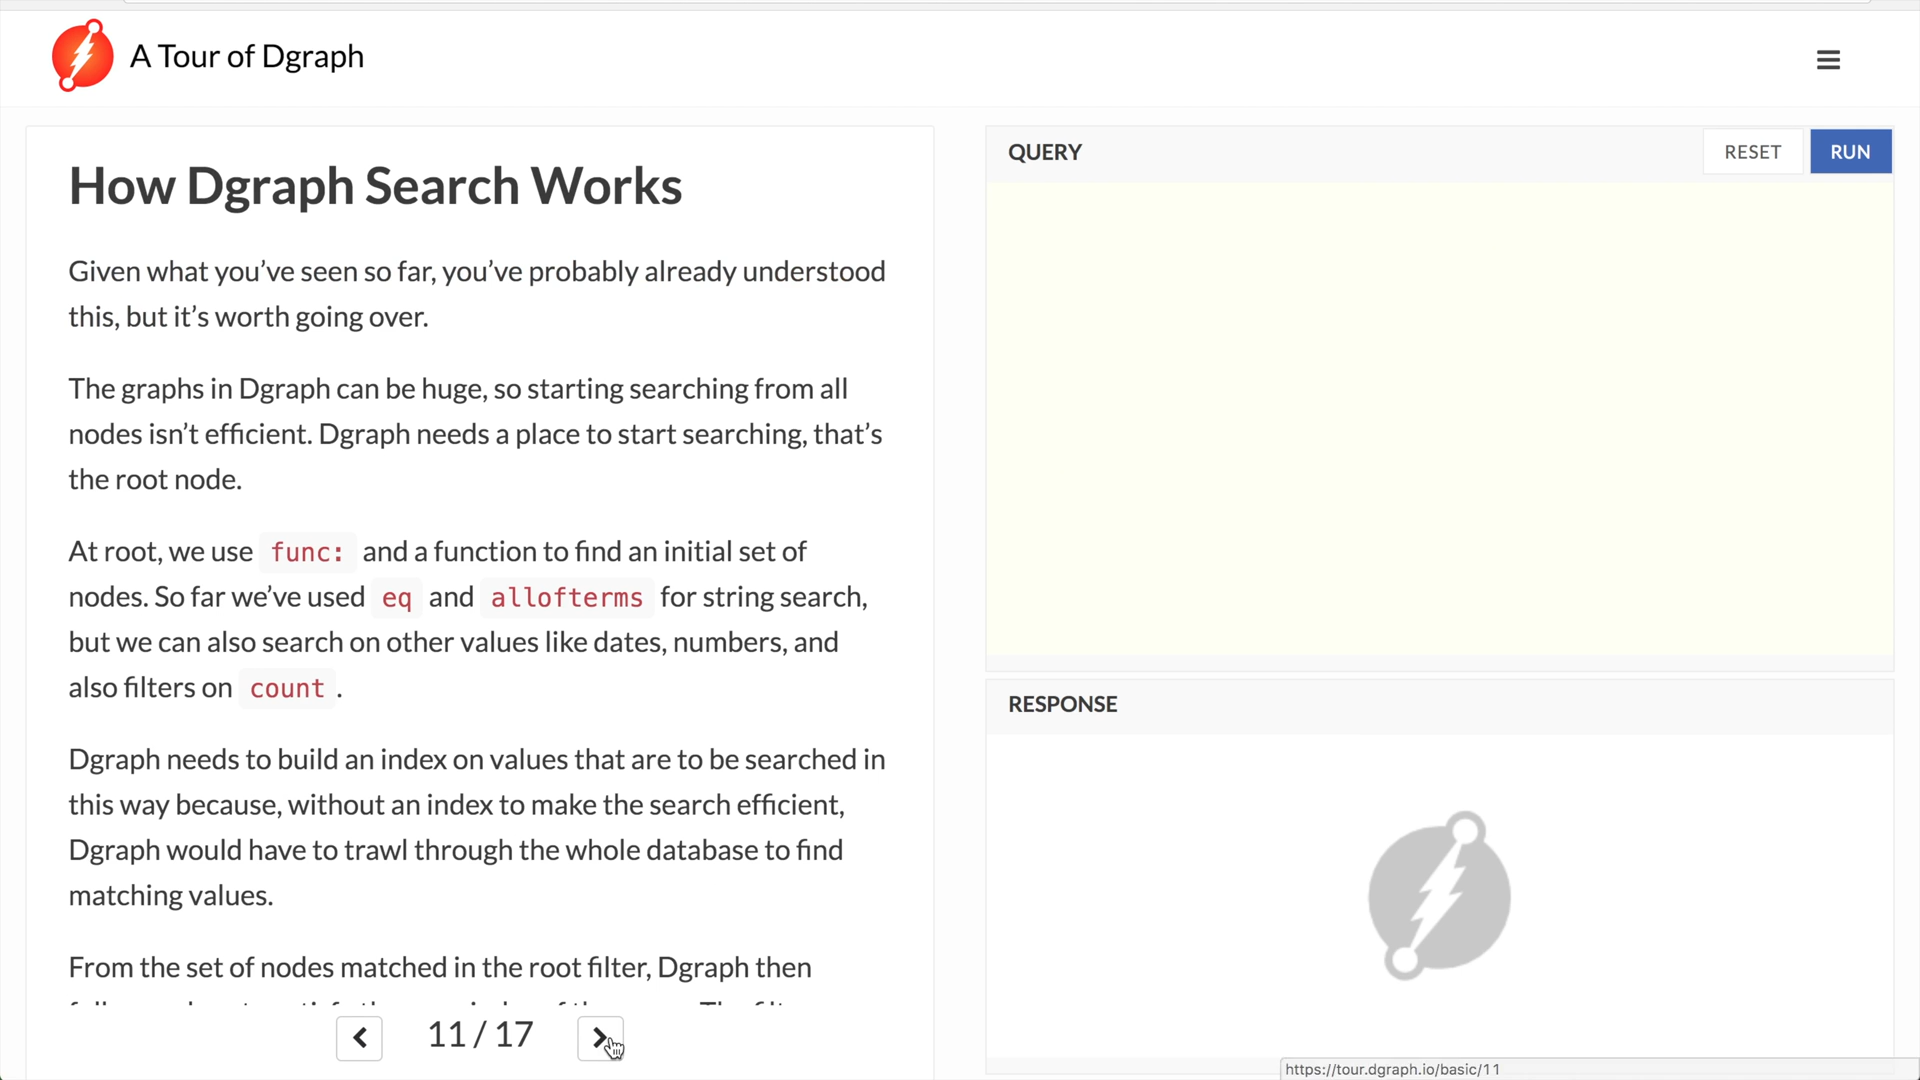 A Tour of Dgraph
How Dgraph Search Works
Given what you’ve seen so far, you’ve probably already understood
this, but it’s worth going over.
The graphs in Dgraph can be huge, so starting searching from all
nodes isn’t efficient. Dgraph needs a place to start searching, that’s
the root node.
At root, we use func: and a function to find an initial set of
nodes. So far we’ve used eq and allofterms for string search,
but we can also search on other values like dates, numbers, and
also filters on count .
Dgraph needs to build an index on values that are to be searched in
this way because, without an index to make the search efficient,
Dgraph would have to trawl through the whole database to find
matching values.
From the set of nodes matched in the root filter, Dgraph then
11 / 17
QUERY
RESET
RUN
RESPONSE
https://tour.dgraph.io/basic/11